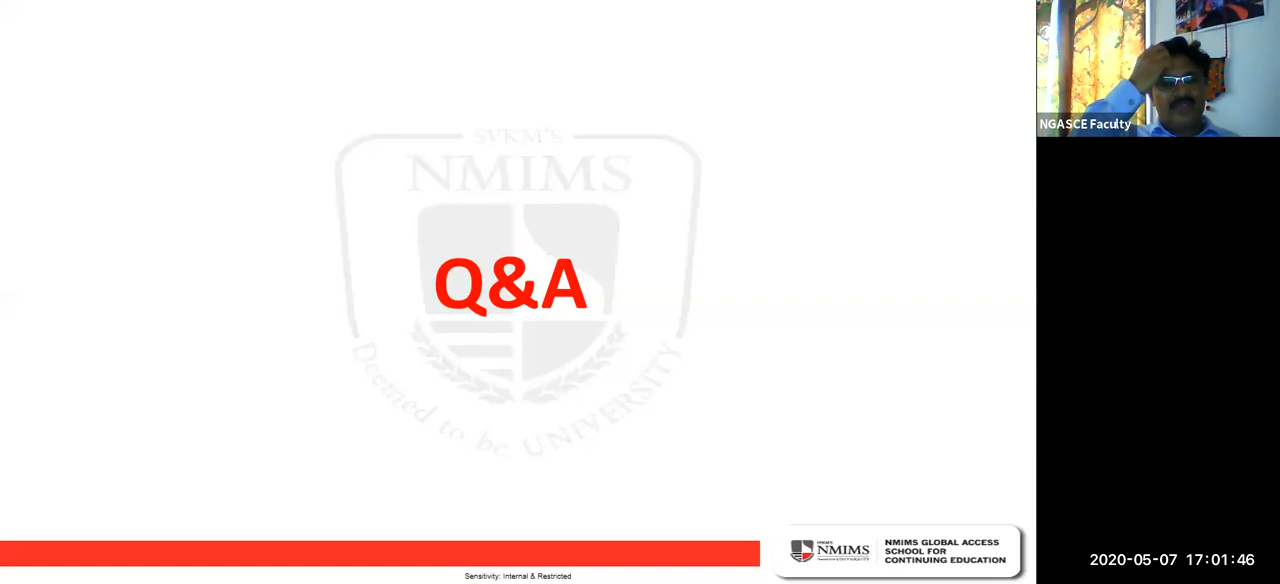 SVKM'S
NMIMS
Q&A
Deemed to be UNIVERSITY
NMIMS
NMIMS GLOBAL ACCESS
SCHOOL FOR
CONTINUING EDUCATION
Sensitivity: Internal & Restricted
NGASCE Faculty
2020-05-07 17:01:46